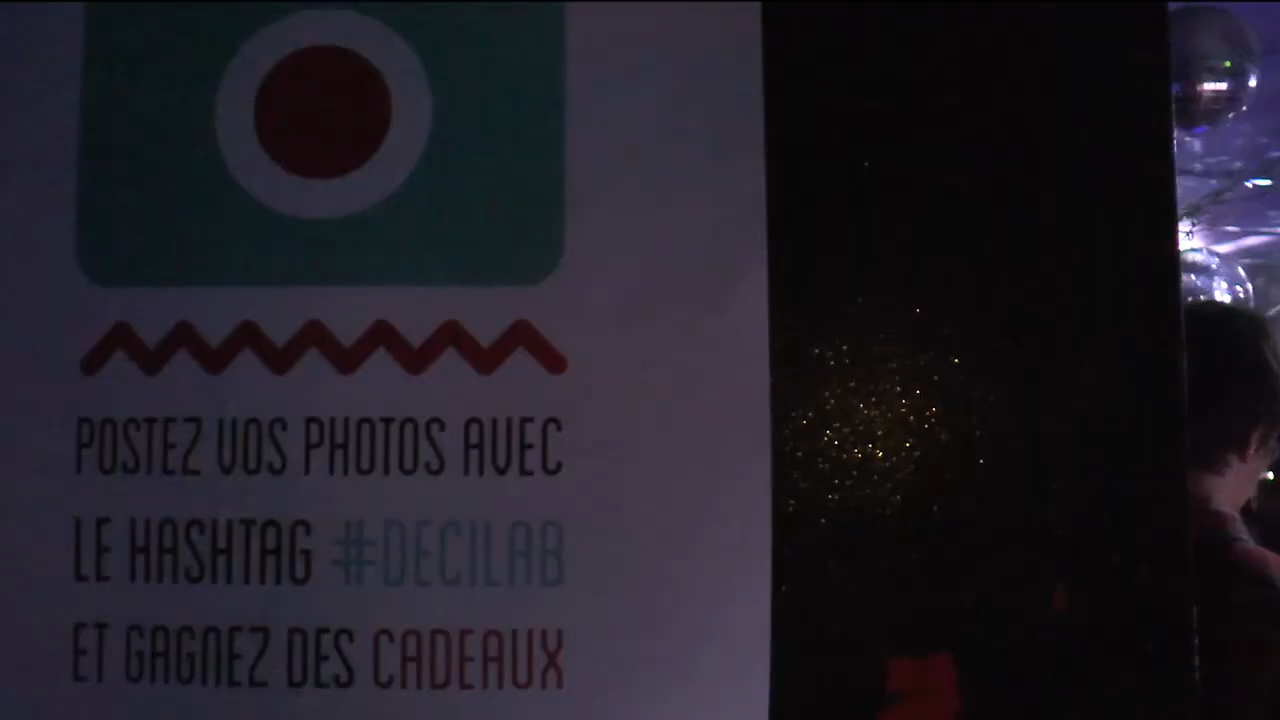 POSTEZ VOS PHOTOS AVEC
LE HASHTAG #DECILAB
ET GAGNEZ DES CADEAUX